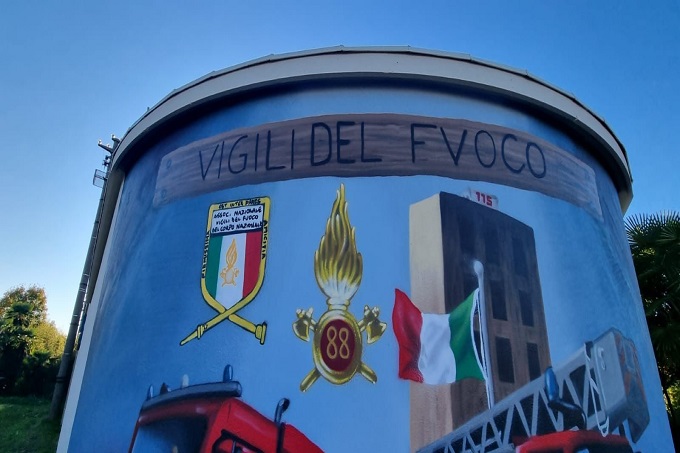 VIGILI DEL FVOCO
115
ASSOC. NAZIONALE
VIGILI DEL FUOCO
DEL CORPO NAZIONALE
88